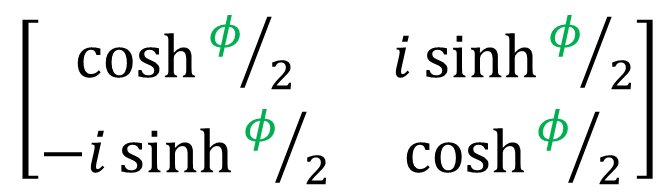 cosh ϕ/2 i sinh ϕ/2
−i sinh ϕ/2 cosh ϕ/2